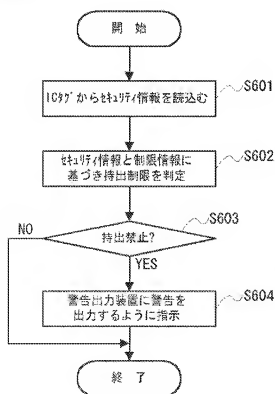 開始
ICタグからセキュリティ情報を読込む
S601
セキュリティ情報と制限情報に
基づき持出制限を判定
S602
持出禁止?
S603
NO
YES
警告出力装置に警告を
出力するように指示
S604
終了